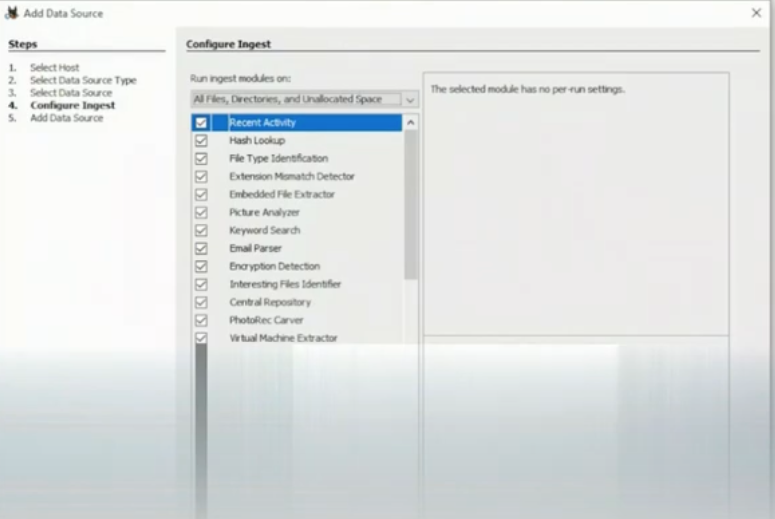 Add Data Source
Steps
1. Select Host
2. Select Data Source Type
3. Select Data Source
4. Configure Ingest
5. Add Data Source
Configure Ingest
Run ingest modules on:
All Files, Directories, and Unallocated Space
Recent Activity
Hash Lookup
File Type Identification
Extension Mismatch Detector
Embedded File Extractor
Picture Analyzer
Keyword Search
Email Parser
Encryption Detection
Interesting Files Identifier
Central Repository
PhotoRec Carver
Virtual Machine Extractor
The selected module has no per-run settings.